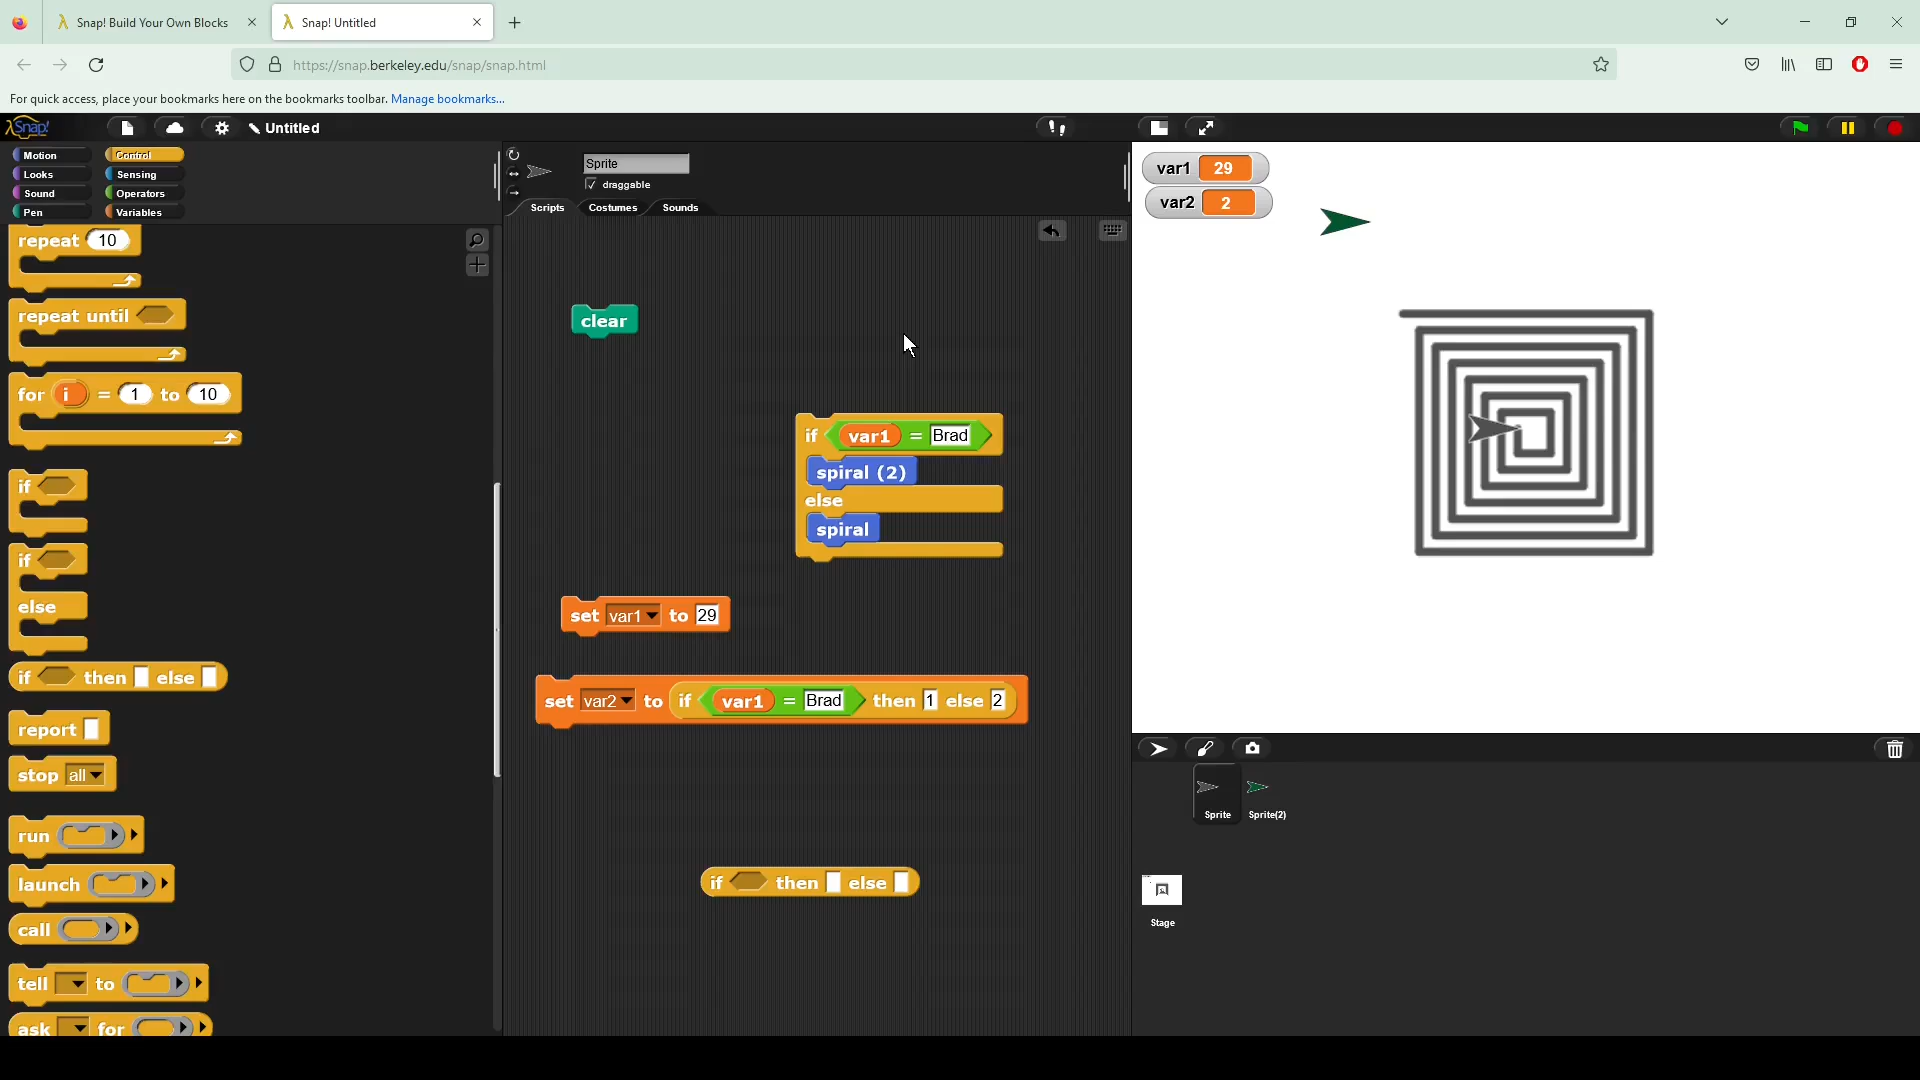 Snap! Build Your Own Blocks
Snap! Untitled
https://snap.berkeley.edu/snap/snap.html
For quick access, place your bookmarks here on the bookmarks toolbar. Manage bookmarks...
Snap!
Untitled
Motion
Control
Looks
Sensing
Sound
Operators
Pen
Variables
repeat 10
repeat until
for i = 1 to 10
if
if
else
if then else
report
stop all
run
launch
call
tell to
ask for
Sprite
draggable
Scripts
Costumes
Sounds
clear
if var1 = Brad
spiral (2)
else
spiral
set var1 to 29
set var2 to if var1 = Brad then 1 else 2
if then else
var1 29
var2 2
Sprite
Sprite(2)
Stage